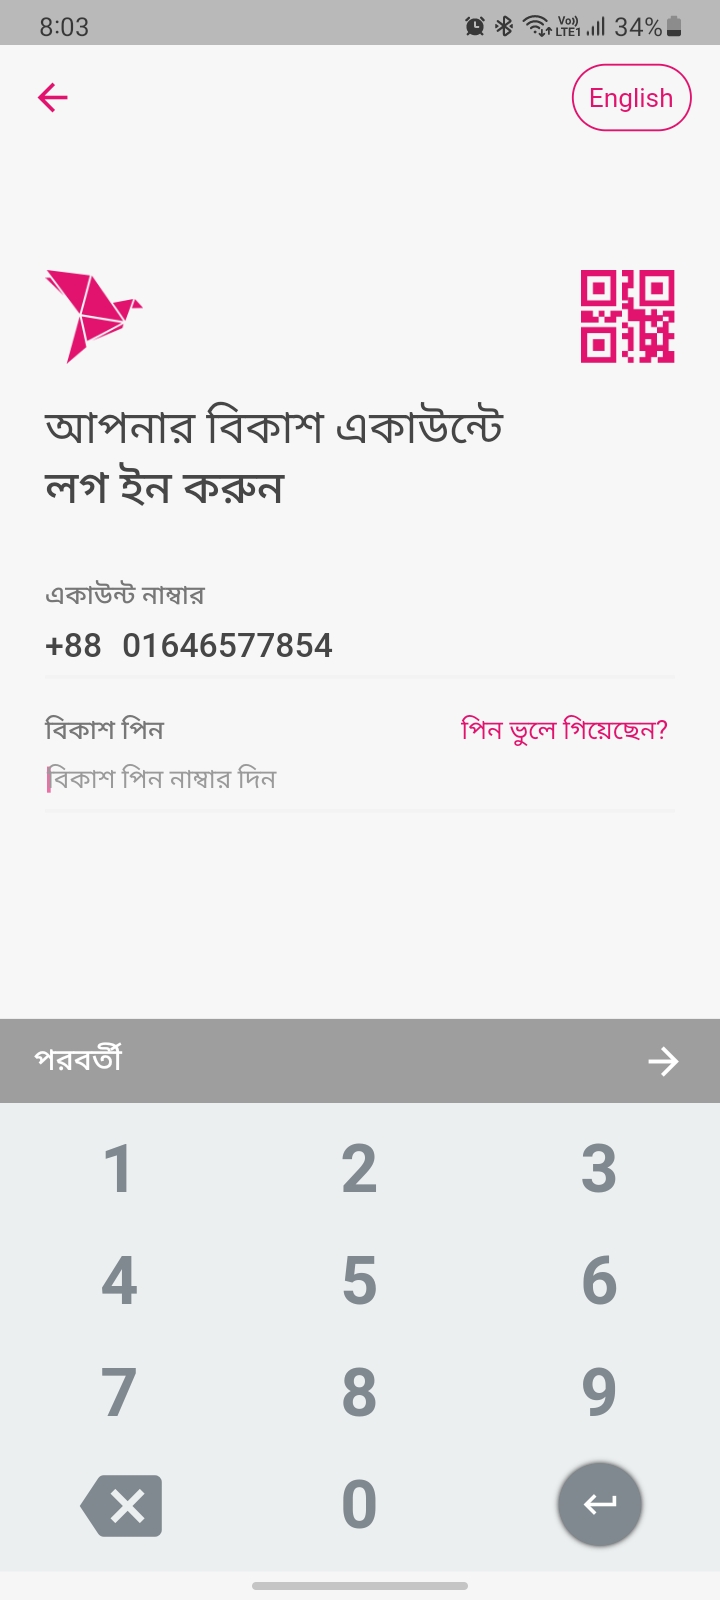 8:03 Vo)) LTE1 34%
English
আপনার বিকাশ একাউন্টে
লগ ইন করুন
একাউন্ট নাম্বার
+88 01646577854
বিকাশ পিন পিন ভুলে গিয়েছেন?
বিকাশ পিন নাম্বার দিন
পরবর্তী
1 2 3
4 5 6
7 8 9
0